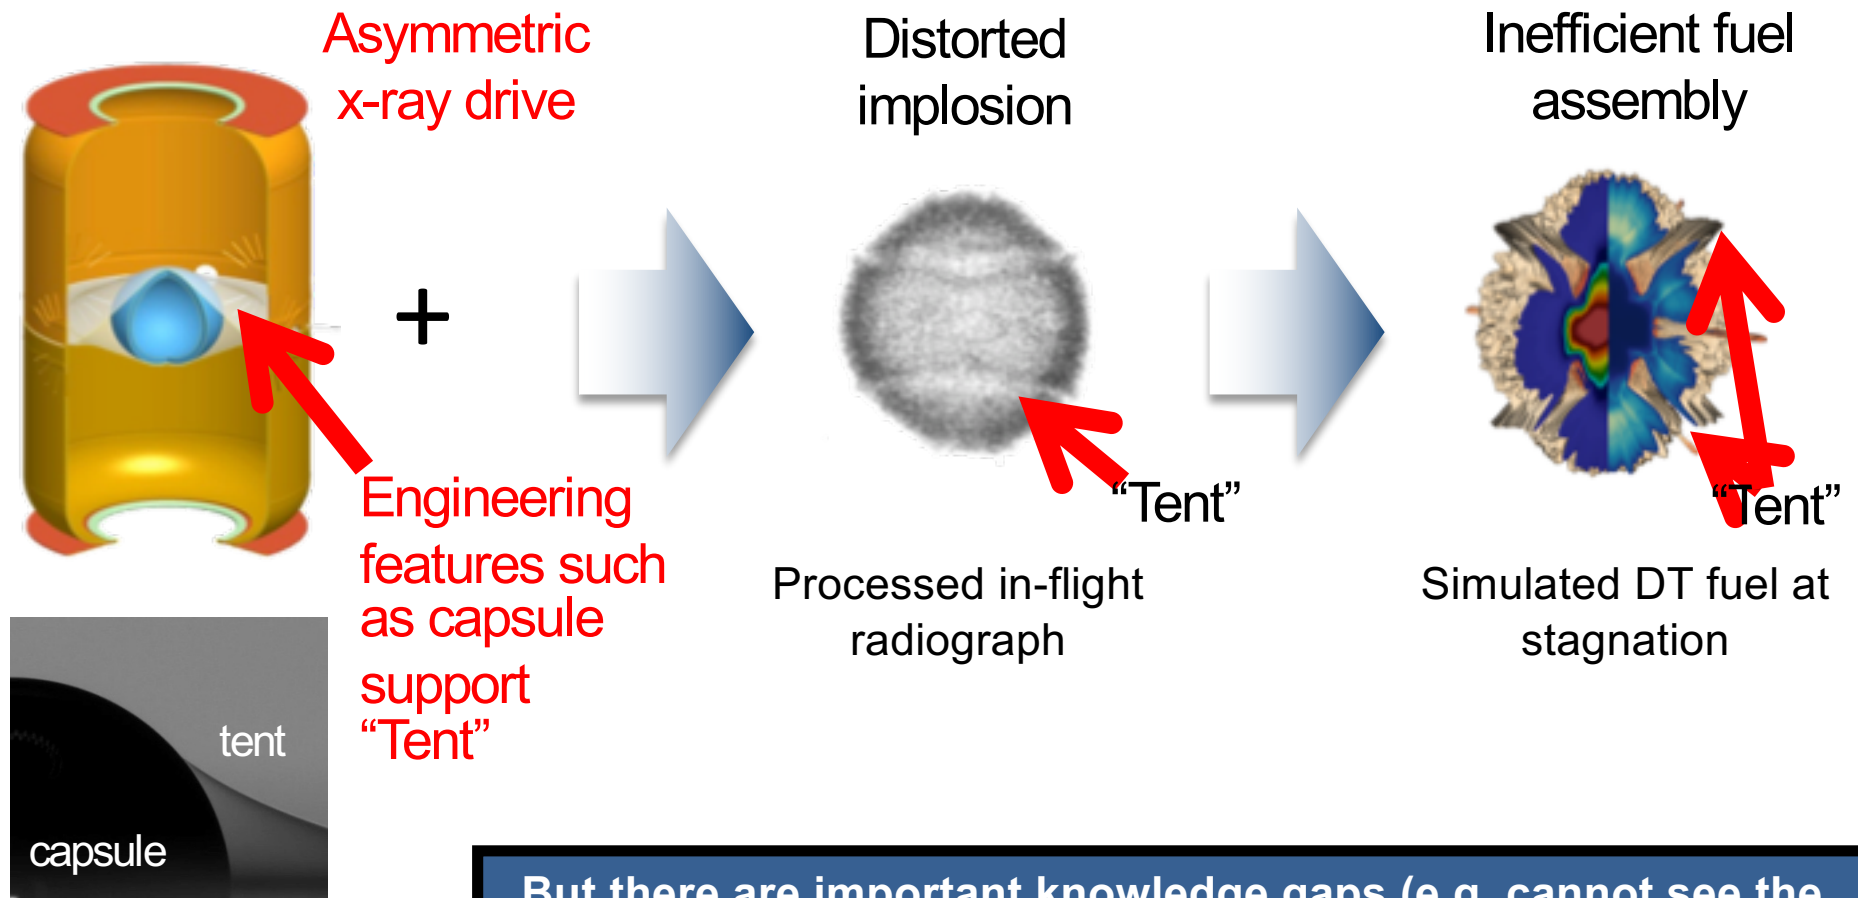 Asymmetric
x-ray drive
Distorted
implosion
Inefficient fuel
assembly
+
Engineering
features such
as capsule
support
“Tent”
“Tent”
“Tent”
Processed in-flight
radiograph
Simulated DT fuel at
stagnation
tent
capsule
But there are important knowledge gaps (e.g. cannot see the